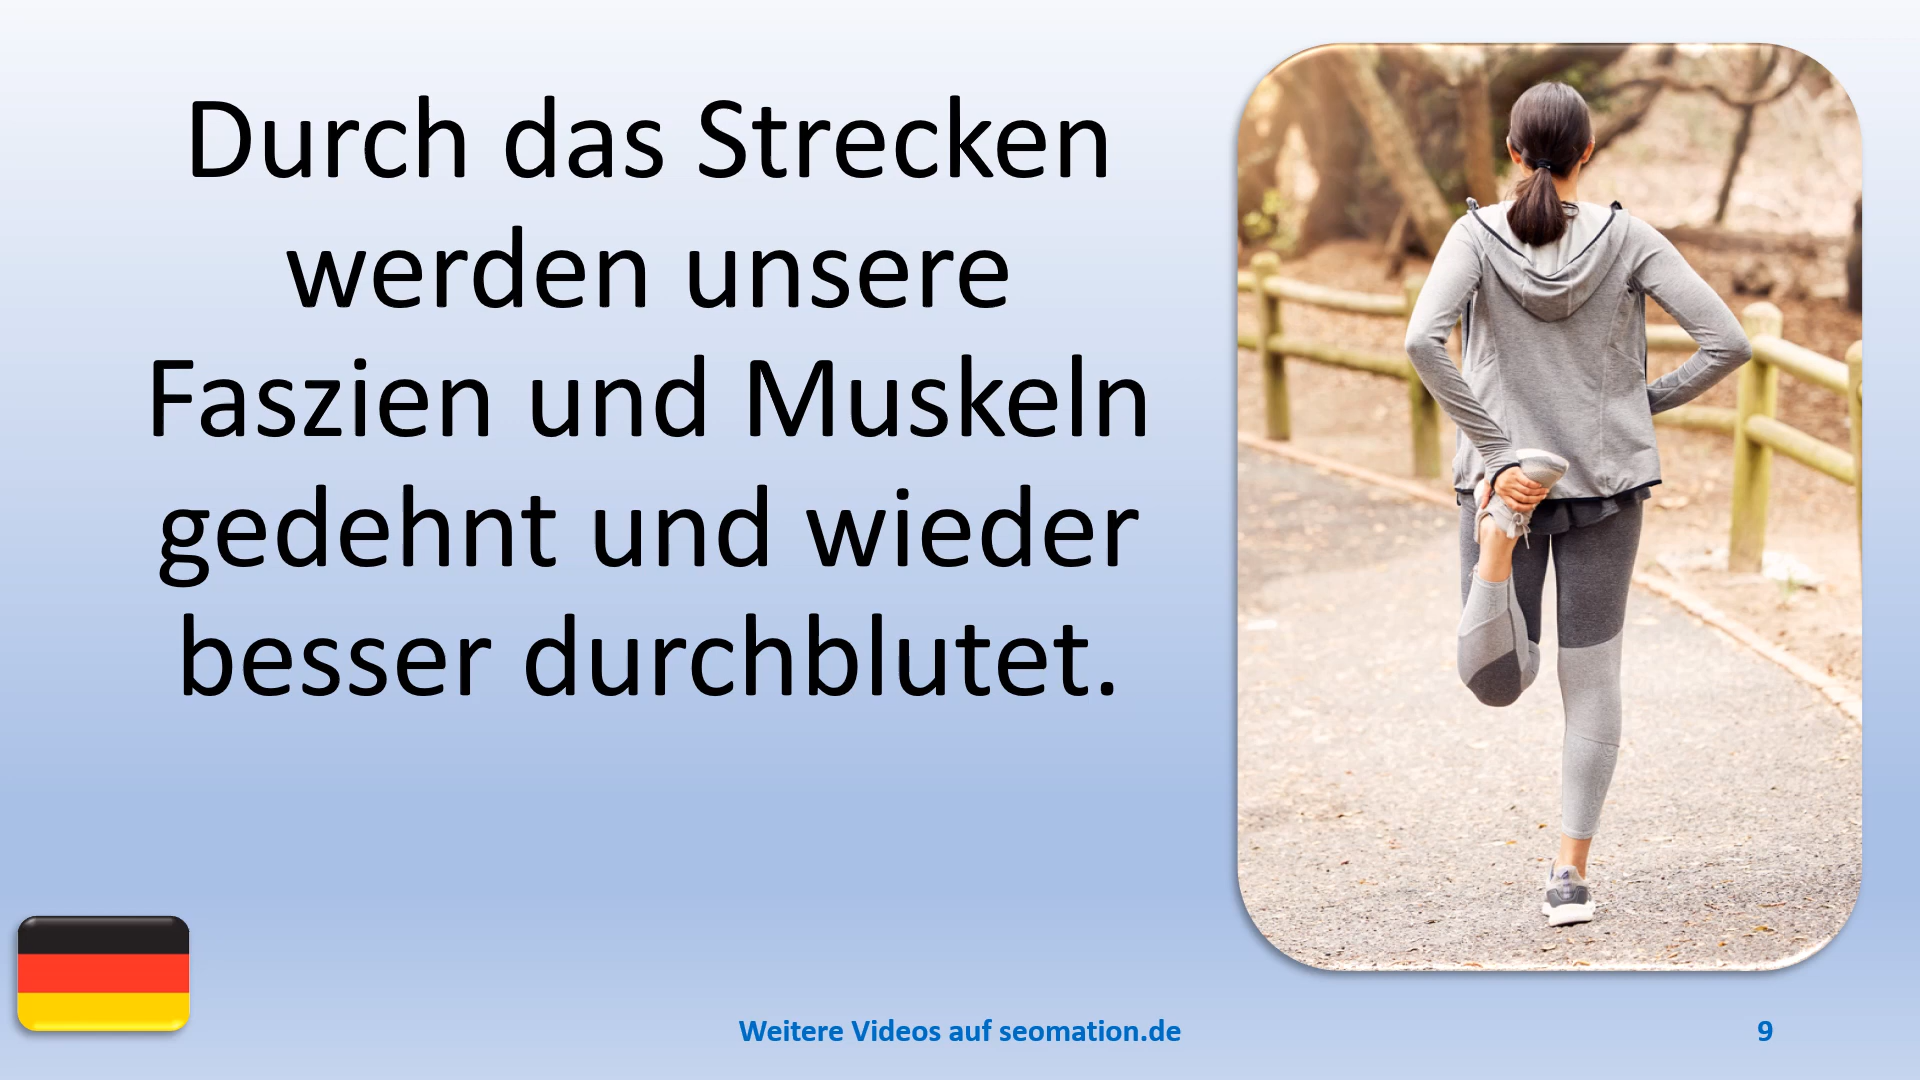 Durch das Strecken
werden unsere
Faszien und Muskeln
gedehnt und wieder
besser durchblutet.
Weitere Videos auf seomation.de
9